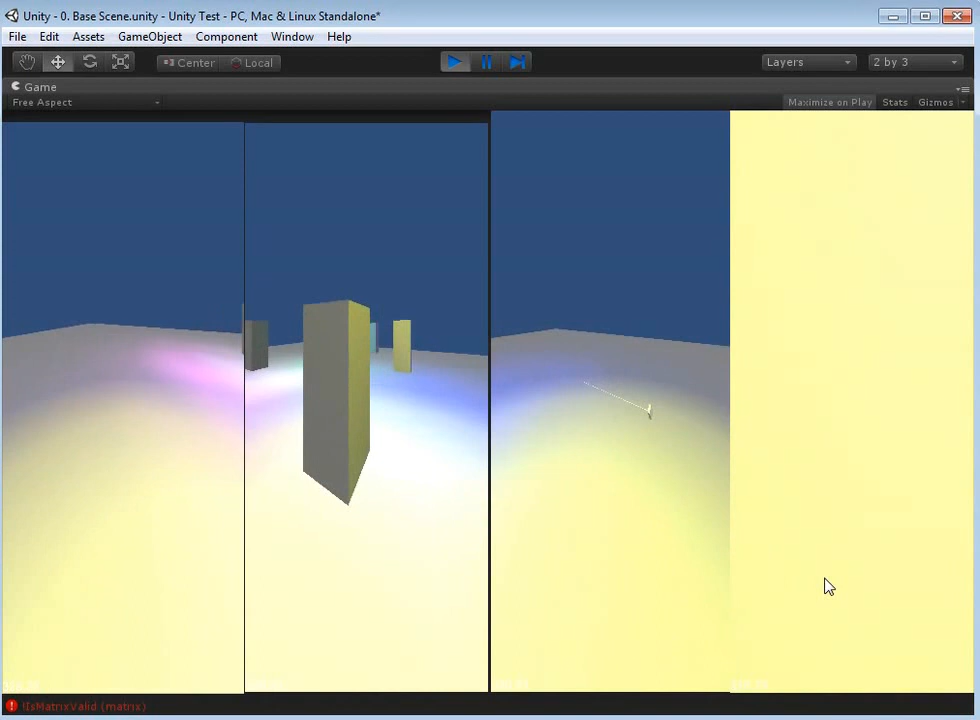 Unity - 0. Base Scene.unity - Unity Test - PC, Mac & Linux Standalone*
File Edit Assets GameObject Component Window Help
Center Local Layers 2 by 3
Game
Free Aspect Maximize on Play Stats Gizmos
!IsMatrixValid (matrix)